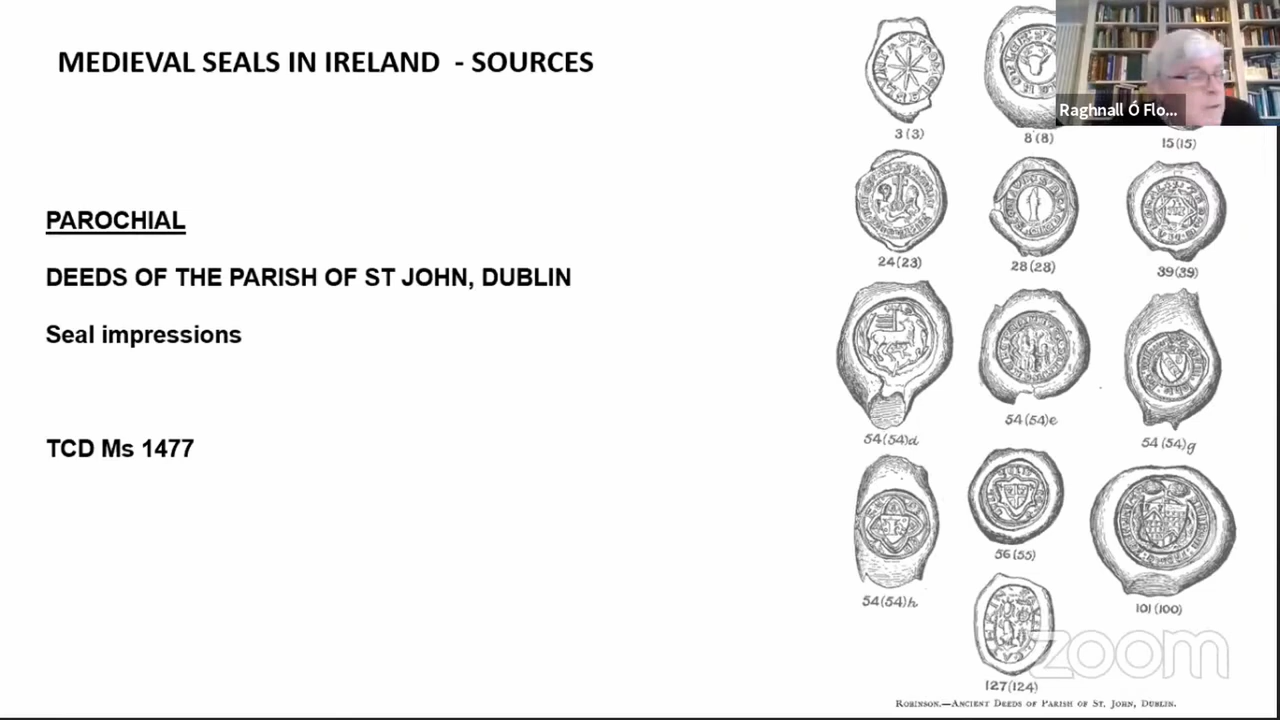 MEDIEVAL SEALS IN IRELAND - SOURCES
PAROCHIAL
DEEDS OF THE PARISH OF ST JOHN, DUBLIN
Seal impressions
TCD Ms 1477
Raghnall Ó Flo...
3 (3)
8 (8)
15 (15)
24 (23)
28 (28)
39 (39)
54 (54) d
54 (54) e
54 (54) g
54 (54) h
56 (55)
101 (100)
127 (124)
zoom
ROBINSON.—ANCIENT DEEDS OF PARISH OF ST. JOHN, DUBLIN.